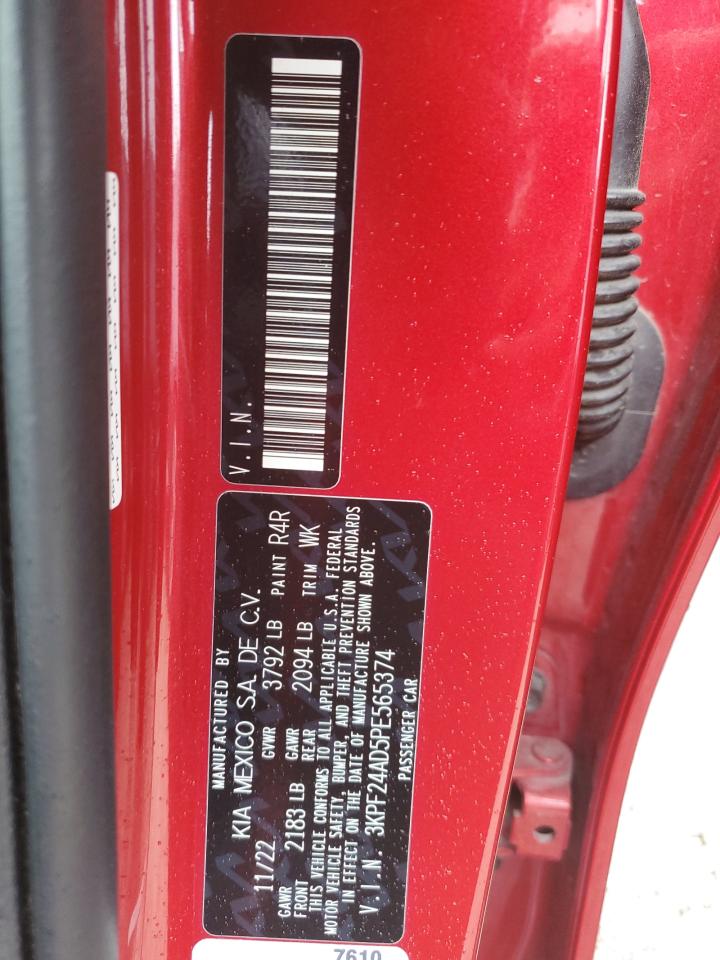 MANUFACTURED BY
KIA MEXICO S.A. DE C.V.
11/22 GVWR 3792 LB PAINT R4R
GAWR FRONT 2183 LB GAWR REAR 2094 LB TRIM WK
THIS VEHICLE CONFORMS TO ALL APPLICABLE U.S.A. FEDERAL
MOTOR VEHICLE SAFETY, BUMPER, AND THEFT PREVENTION STANDARDS
IN EFFECT ON THE DATE OF MANUFACTURE SHOWN ABOVE.
V.I.N. 3KPF24AD5PE565374
PASSENGER CAR
V.I.N.
7610